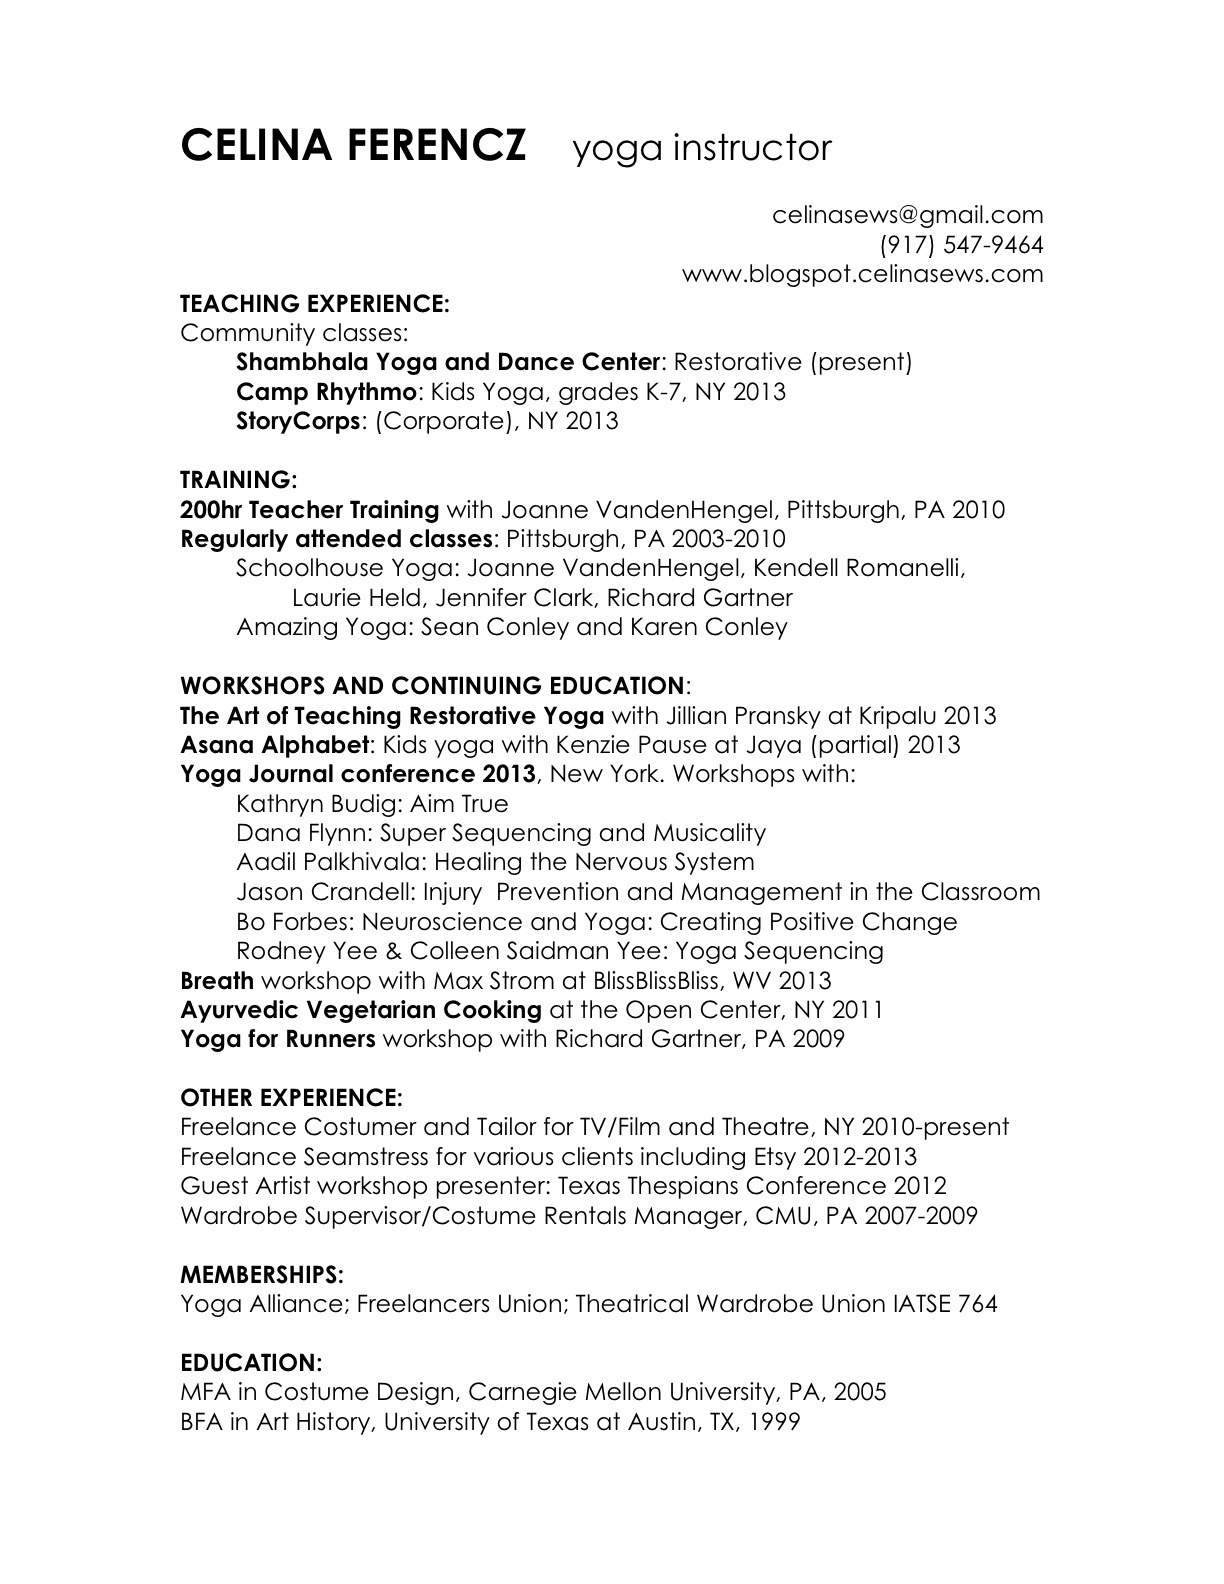 CELINA FERENCZ yoga instructor
celinasews@gmail.com
(917) 547-9464
www.blogspot.celinasews.com
TEACHING EXPERIENCE:
Community classes:
Shambhala Yoga and Dance Center: Restorative (present)
Camp Rhythmo: Kids Yoga, grades K-7, NY 2013
StoryCorps: (Corporate), NY 2013
TRAINING:
200hr Teacher Training with Joanne VandenHengel, Pittsburgh, PA 2010
Regularly attended classes: Pittsburgh, PA 2003-2010
Schoolhouse Yoga: Joanne VandenHengel, Kendell Romanelli,
Laurie Held, Jennifer Clark, Richard Gartner
Amazing Yoga: Sean Conley and Karen Conley
WORKSHOPS AND CONTINUING EDUCATION:
The Art of Teaching Restorative Yoga with Jillian Pransky at Kripalu 2013
Asana Alphabet: Kids yoga with Kenzie Pause at Jaya (partial) 2013
Yoga Journal conference 2013, New York. Workshops with:
Kathryn Budig: Aim True
Dana Flynn: Super Sequencing and Musicality
Aadil Palkhivala: Healing the Nervous System
Jason Crandell: Injury  Prevention and Management in the Classroom
Bo Forbes: Neuroscience and Yoga: Creating Positive Change
Rodney Yee & Colleen Saidman Yee: Yoga Sequencing
Breath workshop with Max Strom at BlissBlissBliss, WV 2013
Ayurvedic Vegetarian Cooking at the Open Center, NY 2011
Yoga for Runners workshop with Richard Gartner, PA 2009
OTHER EXPERIENCE:
Freelance Costumer and Tailor for TV/Film and Theatre, NY 2010-present
Freelance Seamstress for various clients including Etsy 2012-2013
Guest Artist workshop presenter: Texas Thespians Conference 2012
Wardrobe Supervisor/Costume Rentals Manager, CMU, PA 2007-2009
MEMBERSHIPS:
Yoga Alliance; Freelancers Union; Theatrical Wardrobe Union IATSE 764
EDUCATION:
MFA in Costume Design, Carnegie Mellon University, PA, 2005
BFA in Art History, University of Texas at Austin, TX, 1999